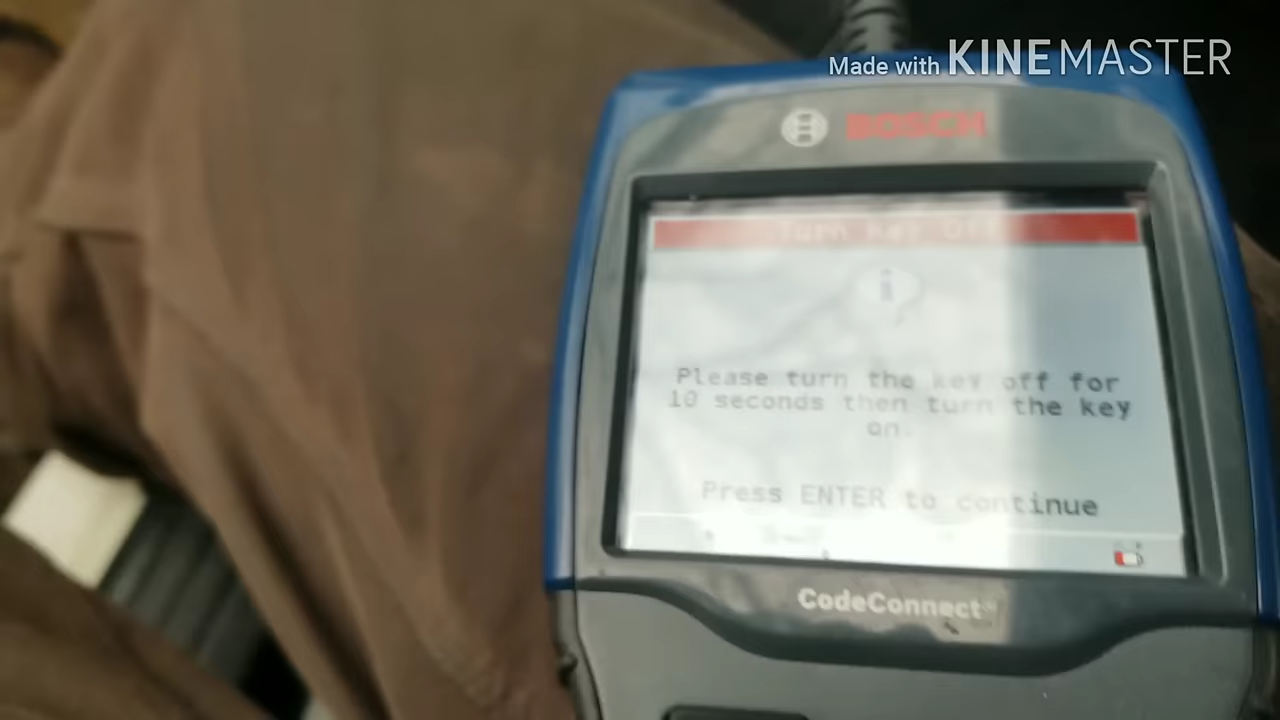 Made with KINEMASTER
BOSCH
Turn Key Off
Please turn the key off for
10 seconds then turn the key
on.
Press ENTER to continue
CodeConnect